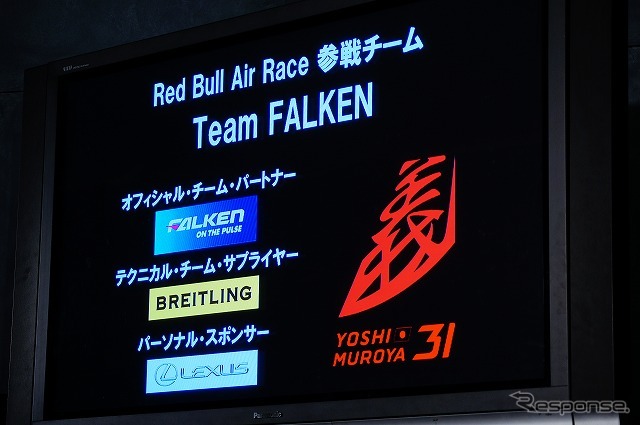 Red Bull Air Race 参戦チーム
Team FALKEN
オフィシャル・チーム・パートナー
FALKEN
ON THE PULSE
テクニカル・チーム・サプライヤー
BREITLING
パーソナル・スポンサー
LEXUS
義
YOSHI
MUROYA 31
Panasonic
Response.